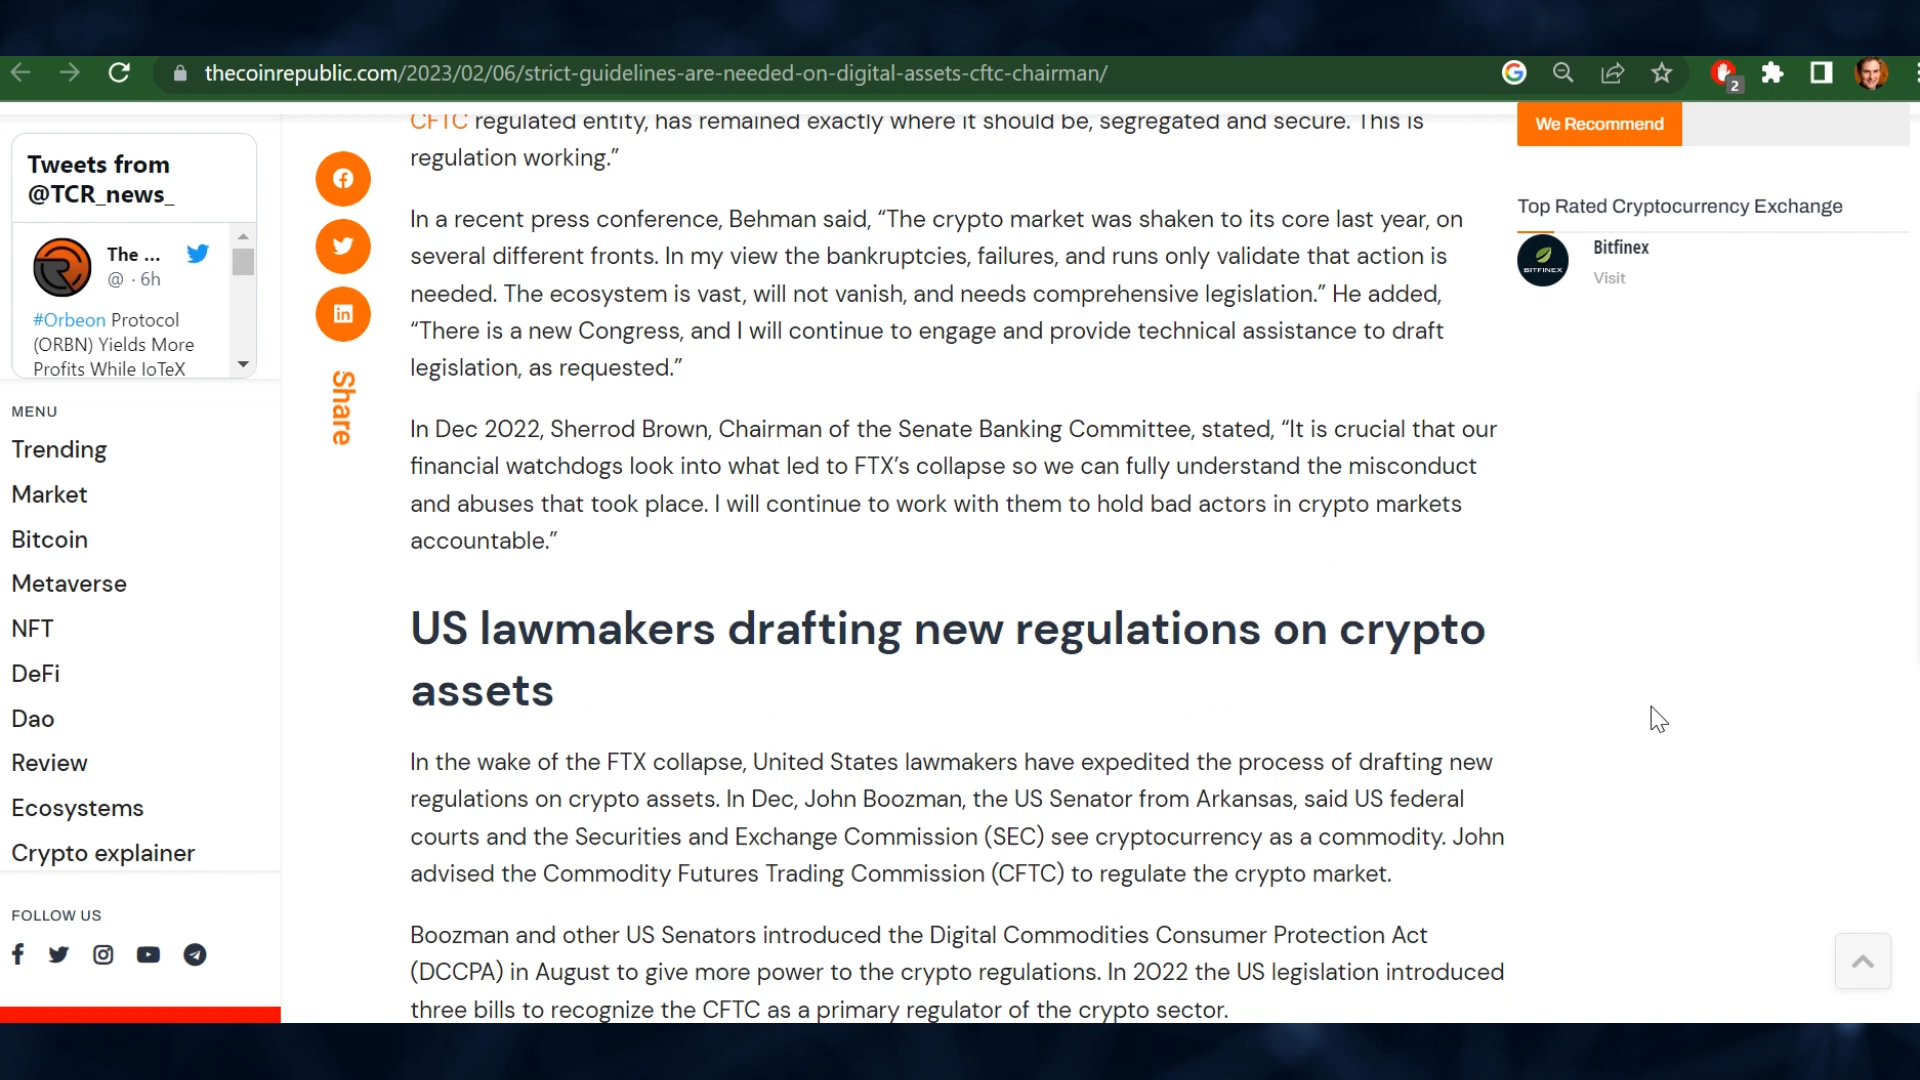 thecoinrepublic.com/2023/02/06/strict-guidelines-are-needed-on-digital-assets-cftc-chairman/
2
Tweets from
@TCR_news_
The ...
@ · 6h
#Orbeon Protocol
(ORBN) Yields More
Profits While IoTeX
MENU
Trending
Market
Bitcoin
Metaverse
NFT
DeFi
Dao
Review
Ecosystems
Crypto explainer
FOLLOW US
Share
CFTC regulated entity, has remained exactly where it should be, segregated and secure. This is
regulation working.”
In a recent press conference, Behman said, “The crypto market was shaken to its core last year, on
several different fronts. In my view the bankruptcies, failures, and runs only validate that action is
needed. The ecosystem is vast, will not vanish, and needs comprehensive legislation.” He added,
“There is a new Congress, and I will continue to engage and provide technical assistance to draft
legislation, as requested.”
In Dec 2022, Sherrod Brown, Chairman of the Senate Banking Committee, stated, “It is crucial that our
financial watchdogs look into what led to FTX’s collapse so we can fully understand the misconduct
and abuses that took place. I will continue to work with them to hold bad actors in crypto markets
accountable.”
US lawmakers drafting new regulations on crypto
assets
In the wake of the FTX collapse, United States lawmakers have expedited the process of drafting new
regulations on crypto assets. In Dec, John Boozman, the US Senator from Arkansas, said US federal
courts and the Securities and Exchange Commission (SEC) see cryptocurrency as a commodity. John
advised the Commodity Futures Trading Commission (CFTC) to regulate the crypto market.
Boozman and other US Senators introduced the Digital Commodities Consumer Protection Act
(DCCPA) in August to give more power to the crypto regulations. In 2022 the US legislation introduced
three bills to recognize the CFTC as a primary regulator of the crypto sector.
We Recommend
Top Rated Cryptocurrency Exchange
BITFINEX
Bitfinex
Visit